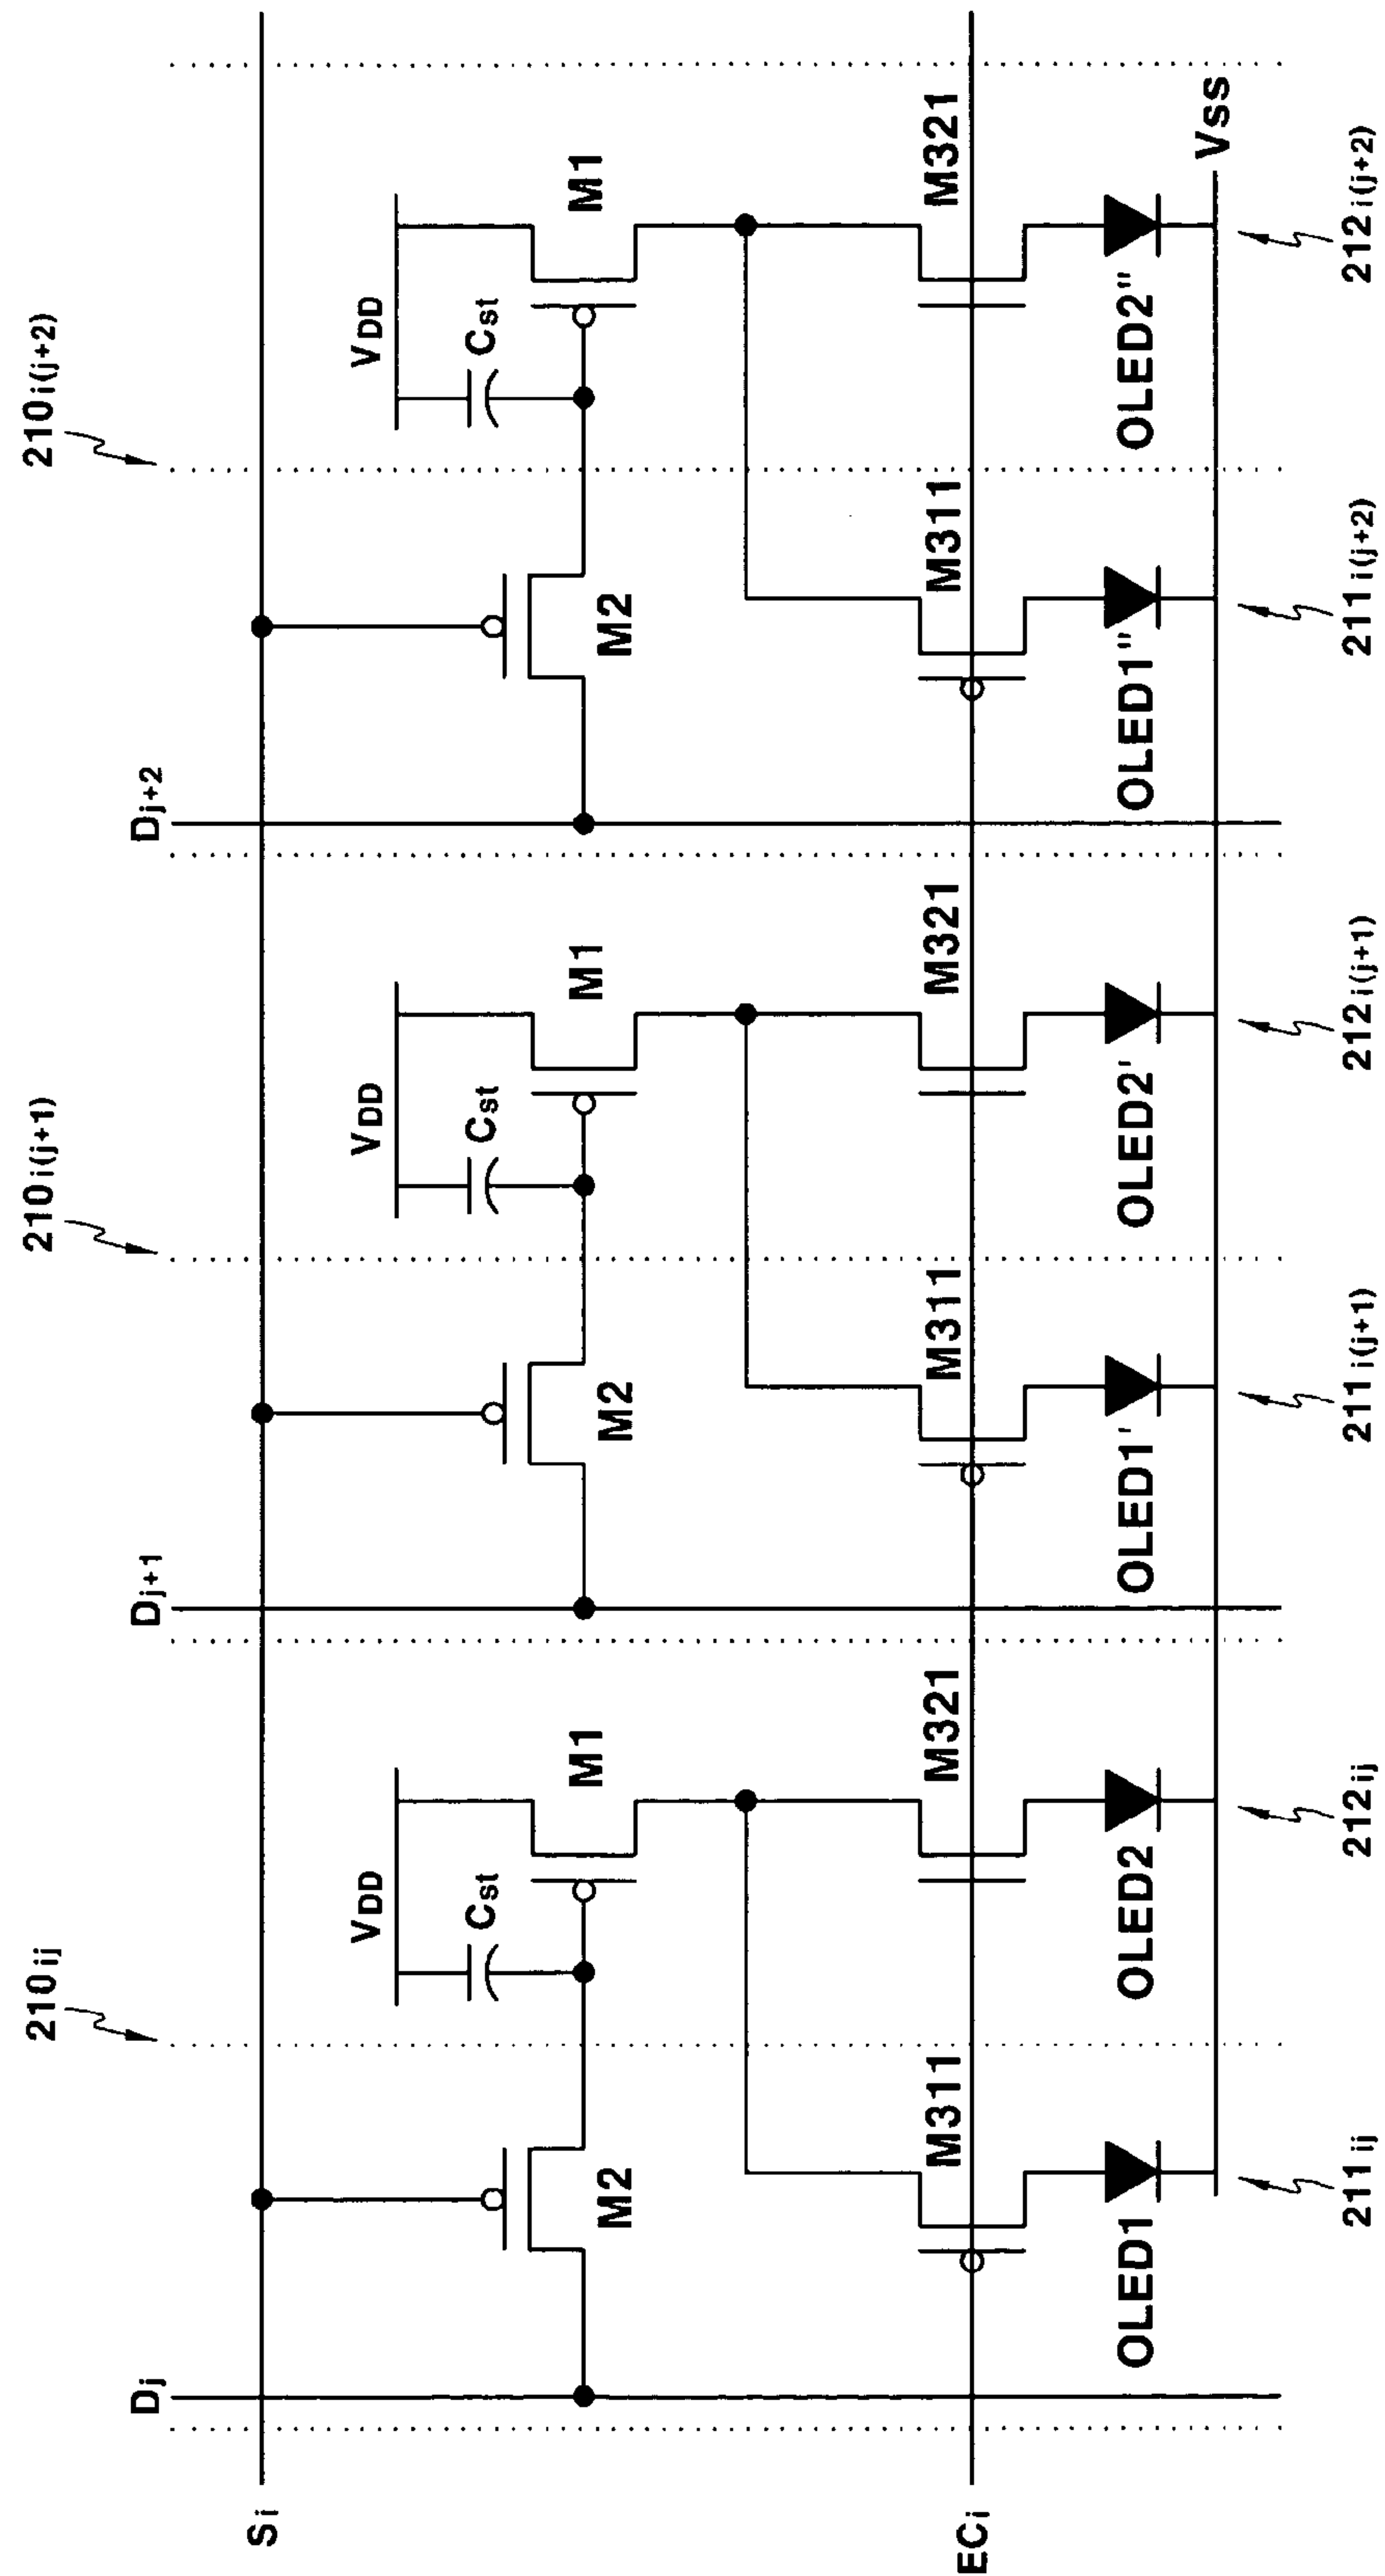 210ij 210i(j+1) 210i(j+2)
Dj Dj+1 Dj+2
Si
VDD VDD VDD
Cst Cst Cst
M1 M1 M1
M2 M2 M2
M311 M321 M311 M321 M311 M321
ECi
OLED1 OLED2 OLED1' OLED2' OLED1" OLED2"
Vss
211ij 212ij 211i(j+1) 212i(j+1) 211i(j+2) 212i(j+2)